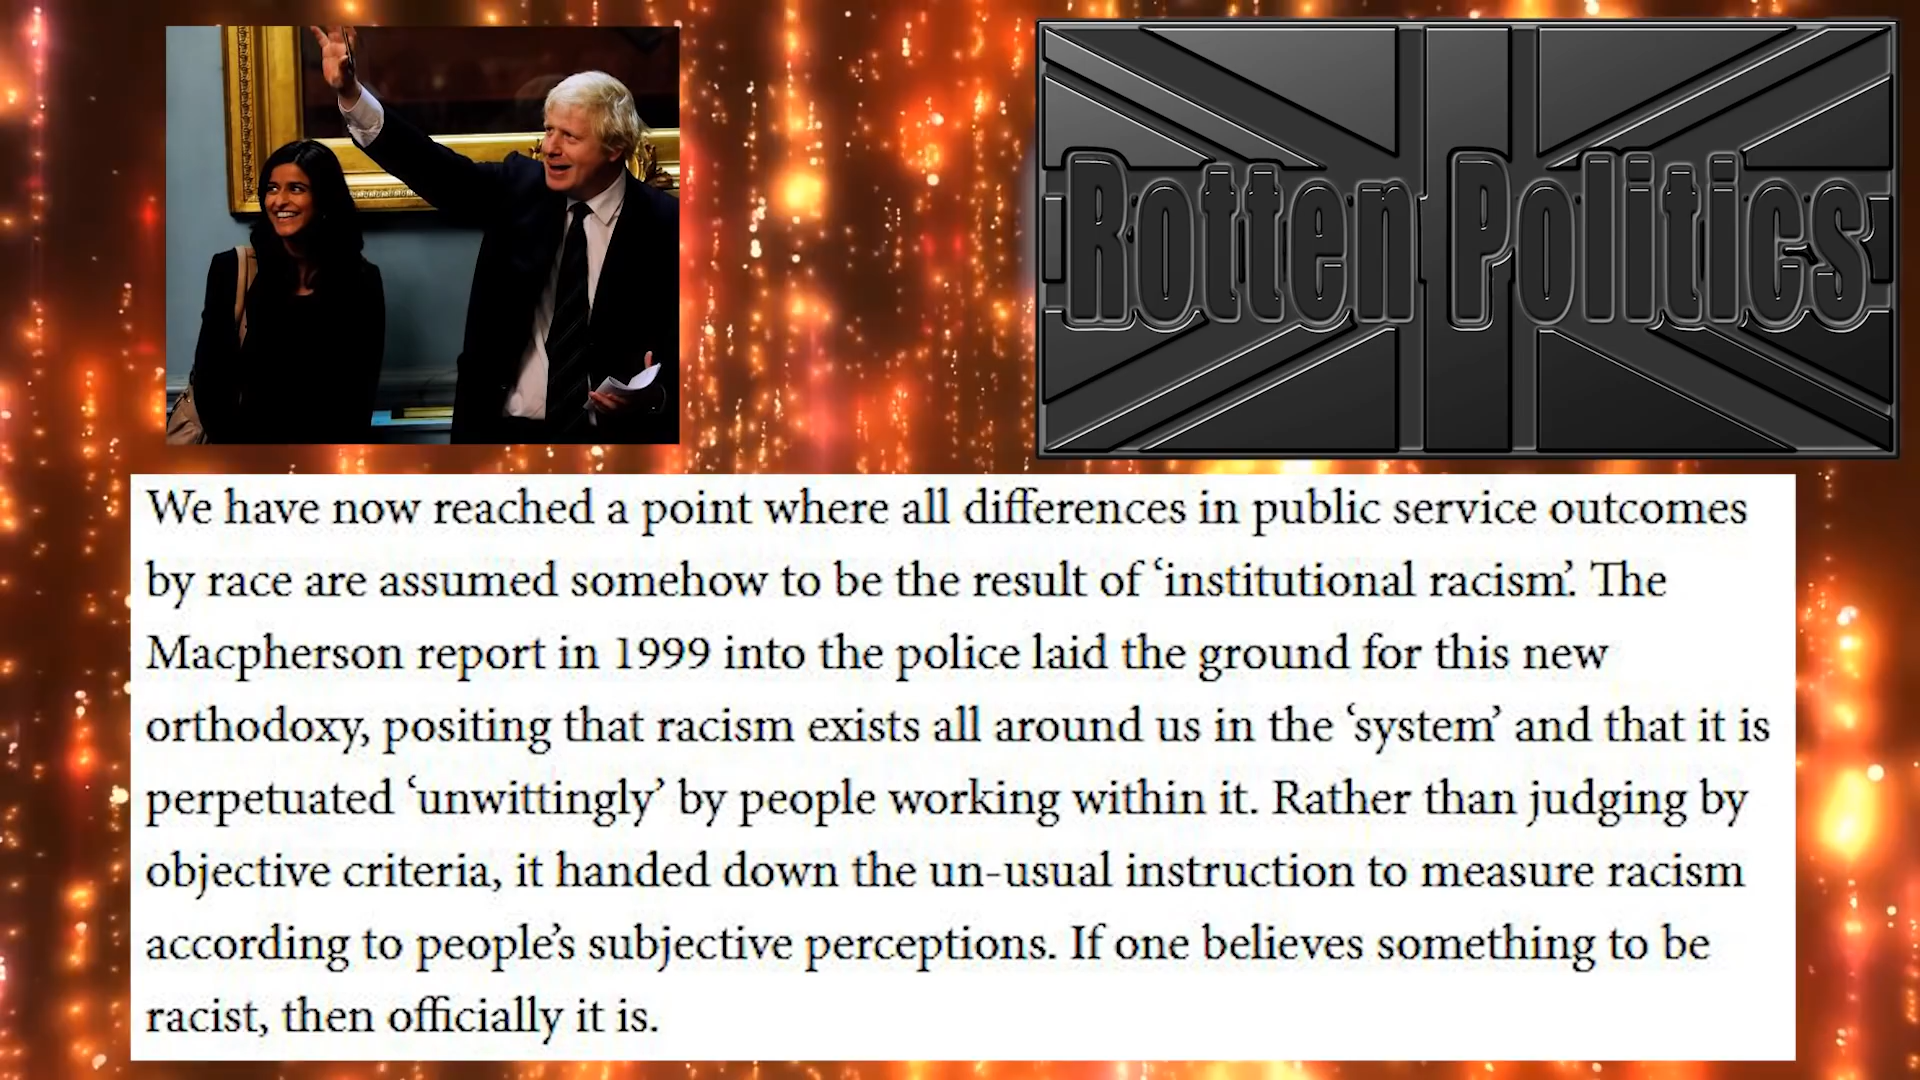 Rotten Politics
We have now reached a point where all differences in public service outcomes
by race are assumed somehow to be the result of ‘institutional racism’. The
Macpherson report in 1999 into the police laid the ground for this new
orthodoxy, positing that racism exists all around us in the ‘system’ and that it is
perpetuated ‘unwittingly’ by people working within it. Rather than judging by
objective criteria, it handed down the un-usual instruction to measure racism
according to people’s subjective perceptions. If one believes something to be
racist, then officially it is.